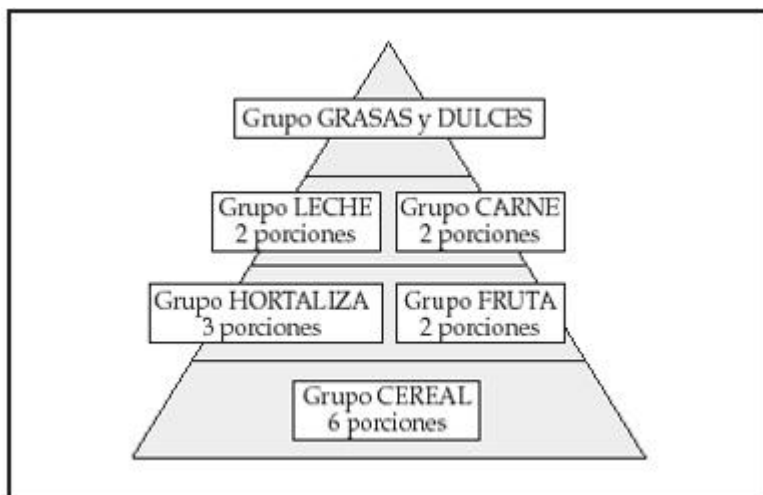 Grupo GRASAS y DULCES
Grupo LECHE
2 porciones
Grupo CARNE
2 porciones
Grupo HORTALIZA
3 porciones
Grupo FRUTA
2 porciones
Grupo CEREAL
6 porciones